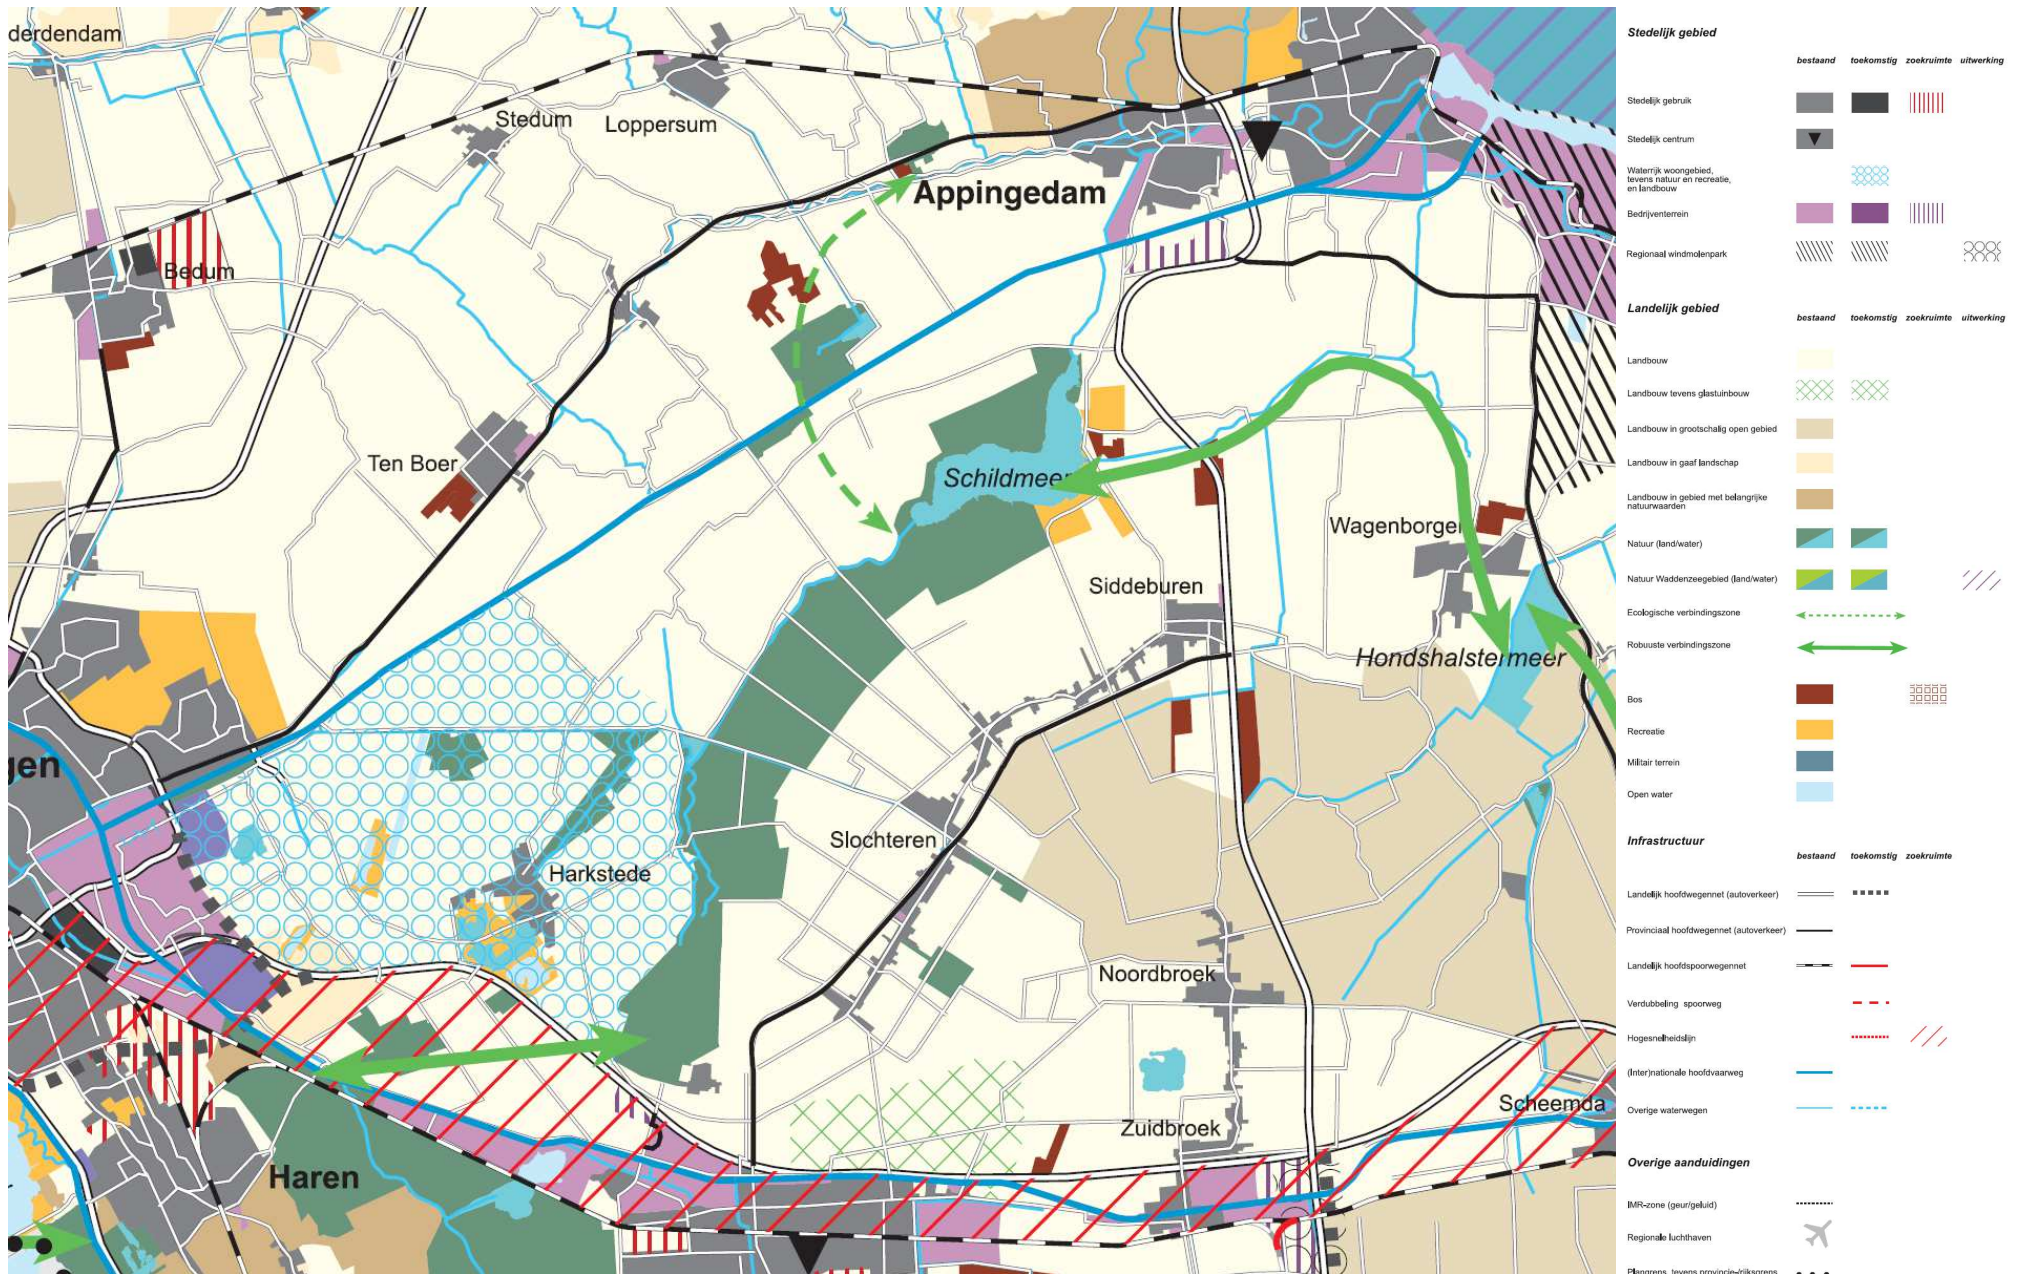 derdendam
Stedum
Loppersum
Appingedam
Bedum
Ten Boer
Schildmeer
Wagenborgen
Siddeburen
Hondshalstermeer
gen
Slochteren
Harkstede
Noordbroek
Scheemda
Zuidbroek
Haren
Stedelijk gebied
bestaand toekomstig zoekruimte uitwerking
Stedelijk gebruik
Stedelijk centrum
Waterrijk woongebied,
tevens natuur en recreatie,
en landbouw
Bedrijventerrein
Regionaal windmolenpark
Landelijk gebied
bestaand toekomstig zoekruimte uitwerking
Landbouw
Landbouw tevens glastuinbouw
Landbouw in grootschalig open gebied
Landbouw in gaaf landschap
Landbouw in gebied met belangrijke
natuurwaarden
Natuur (land/water)
Natuur Waddenzeegebied (land/water)
Ecologische verbindingszone
Robuuste verbindingszone
Bos
Recreatie
Militair terrein
Open water
Infrastructuur
bestaand toekomstig zoekruimte
Landelijk hoofdwegennet (autoverkeer)
Provinciaal hoofdwegennet (autoverkeer)
Landelijk hoofdspoorwegennet
Verdubbeling spoorweg
Hogesnelheidslijn
(Inter)nationale hoofdvaarweg
Overige waterwegen
Overige aanduidingen
IMR-zone (geur/geluid)
Regionale luchthaven
Plangrens, tevens provincie-/rijksgrens